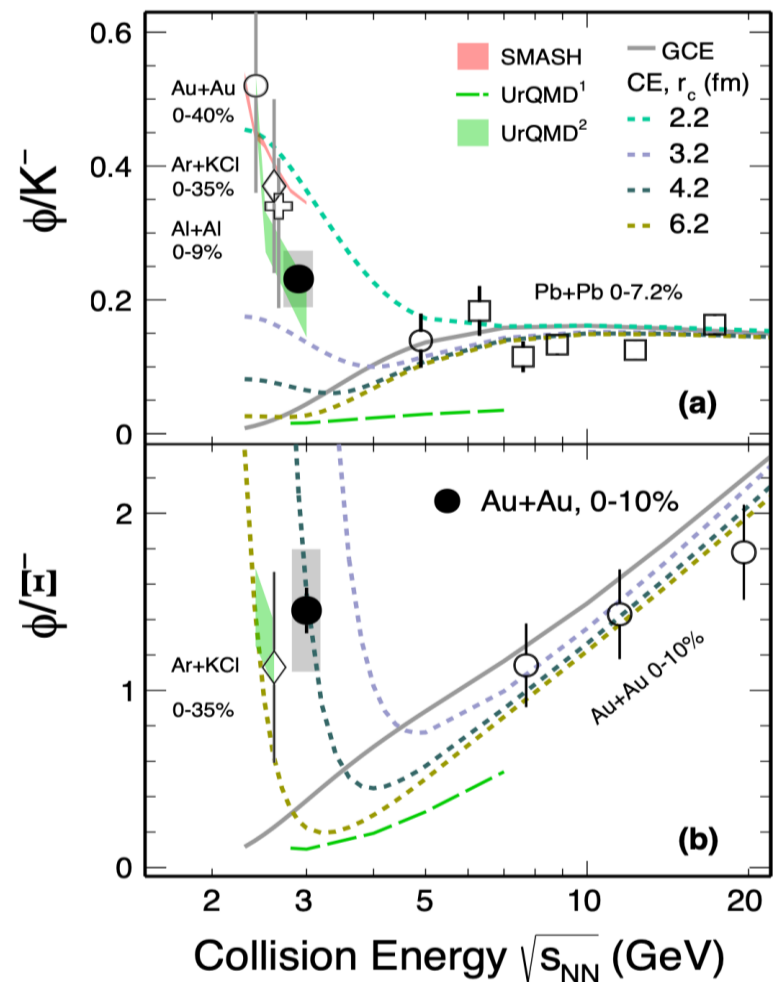 0.6
0.4
0.2
0
ϕ/K⁻
Au+Au
0-40%
Ar+KCl
0-35%
Al+Al
0-9%
SMASH
UrQMD¹
UrQMD²
GCE
CE, r_c (fm)
2.2
3.2
4.2
6.2
Pb+Pb 0-7.2%
(a)
2
1
0
ϕ/Ξ⁻
Au+Au, 0-10%
Ar+KCl
0-35%
Au+Au 0-10%
(b)
2 3 5 10 20
Collision Energy √s_NN (GeV)